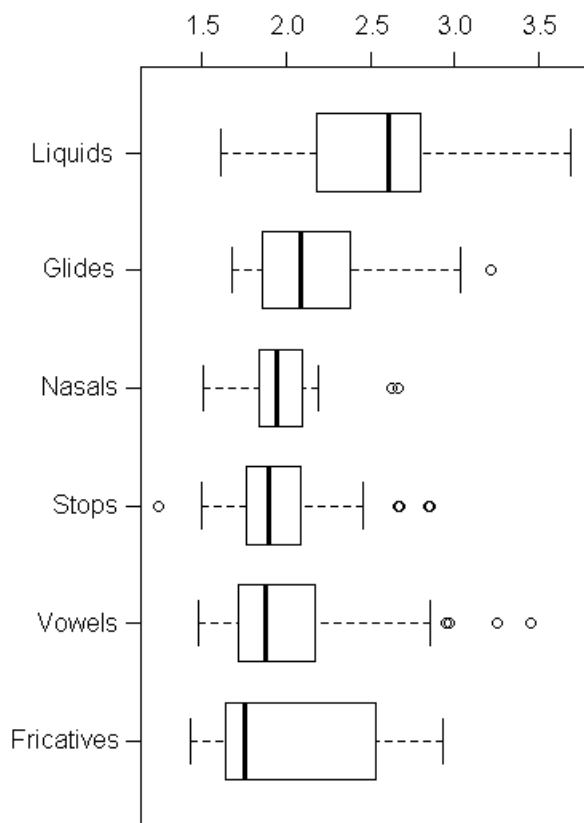 1.5 2.0 2.5 3.0 3.5
Liquids
Glides
Nasals
Stops
Vowels
Fricatives